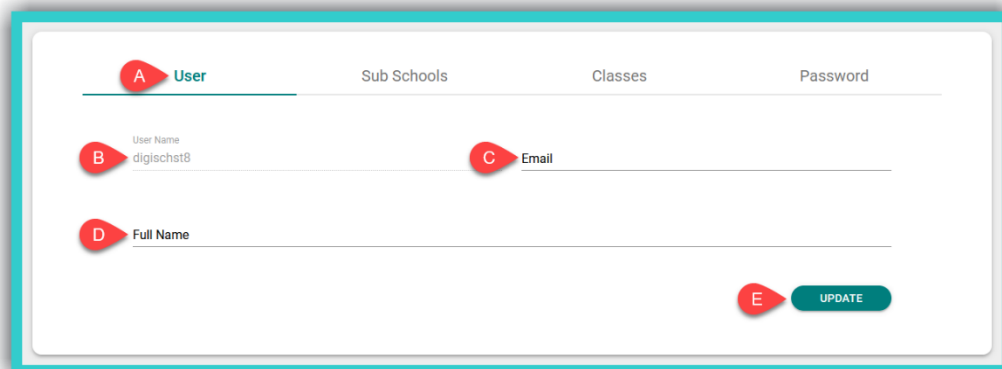 A User Sub Schools Classes Password
User Name
B digischst8 C Email
D Full Name
E UPDATE